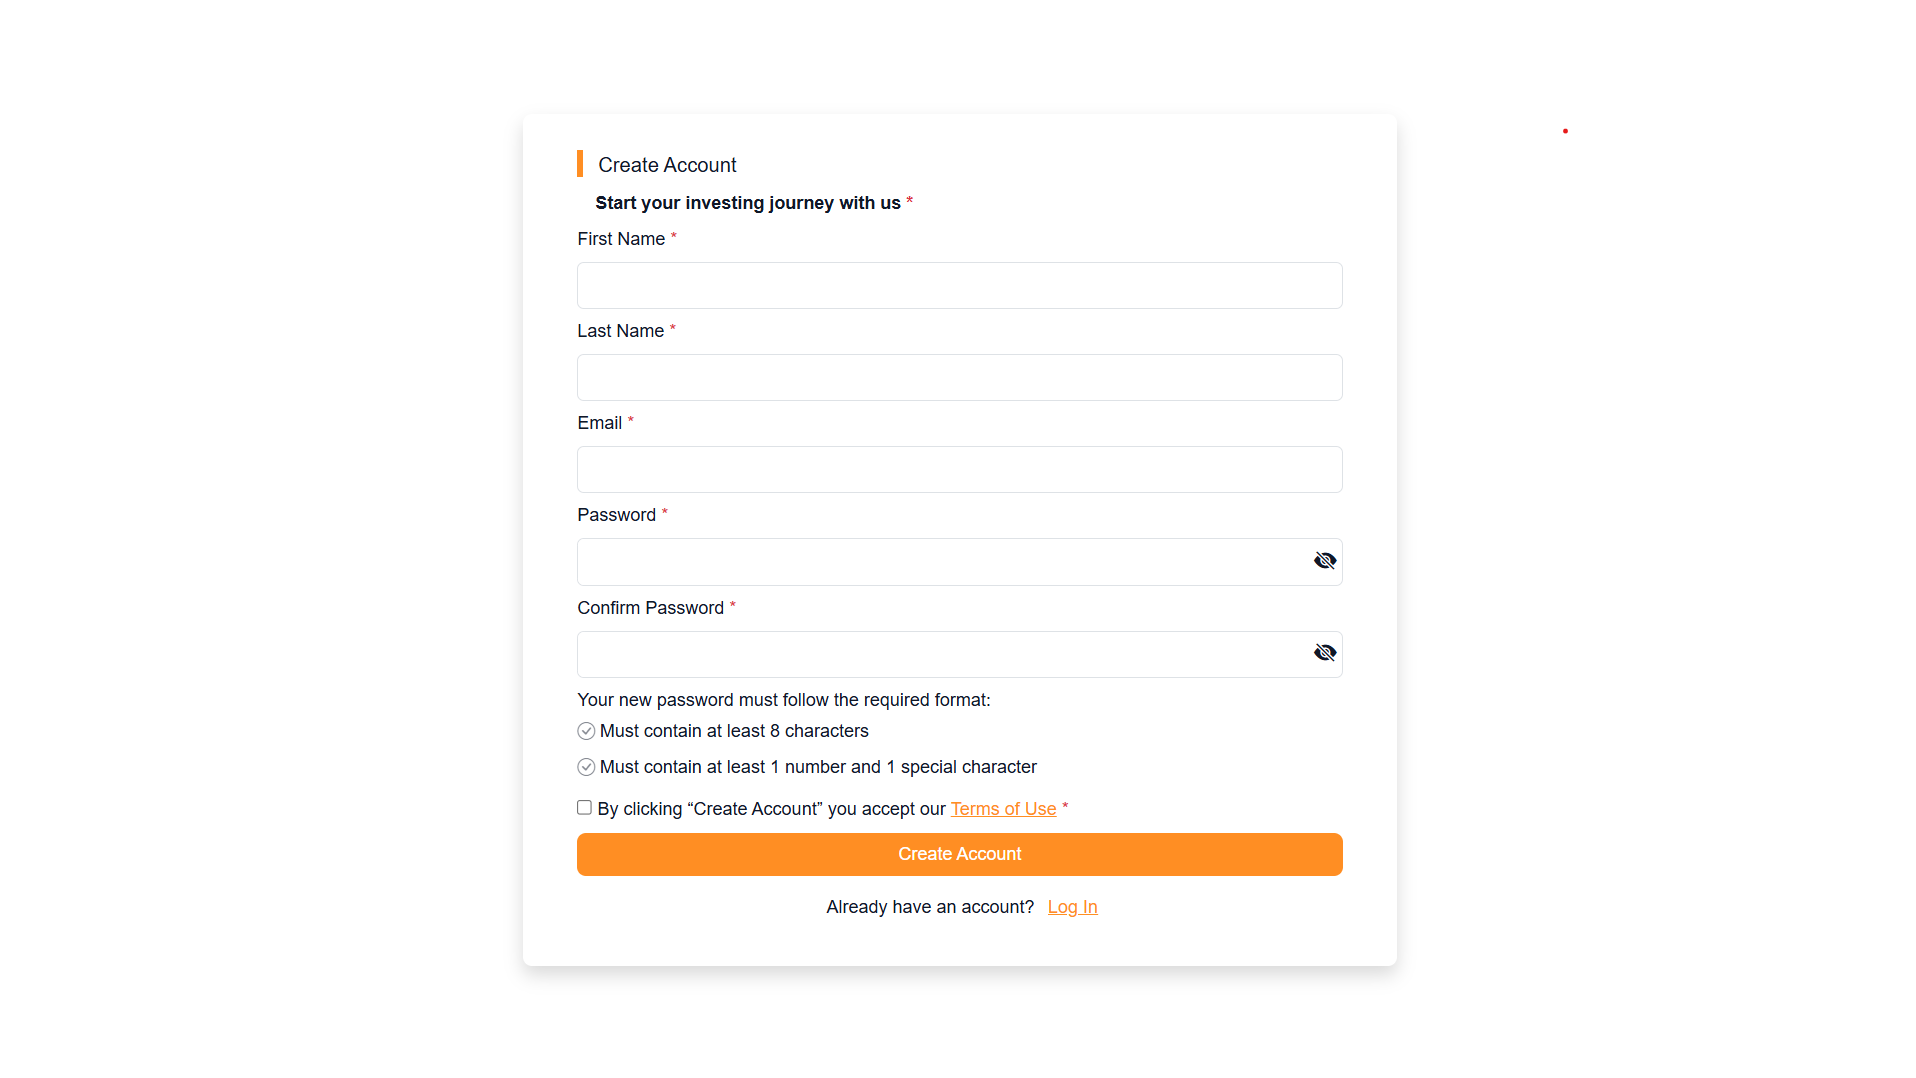 Create Account
Start your investing journey with us *
First Name *
Last Name *
Email *
Password *
Confirm Password *
Your new password must follow the required format:
Must contain at least 8 characters
Must contain at least 1 number and 1 special character
By clicking “Create Account” you accept our Terms of Use *
Create Account
Already have an account? Log In